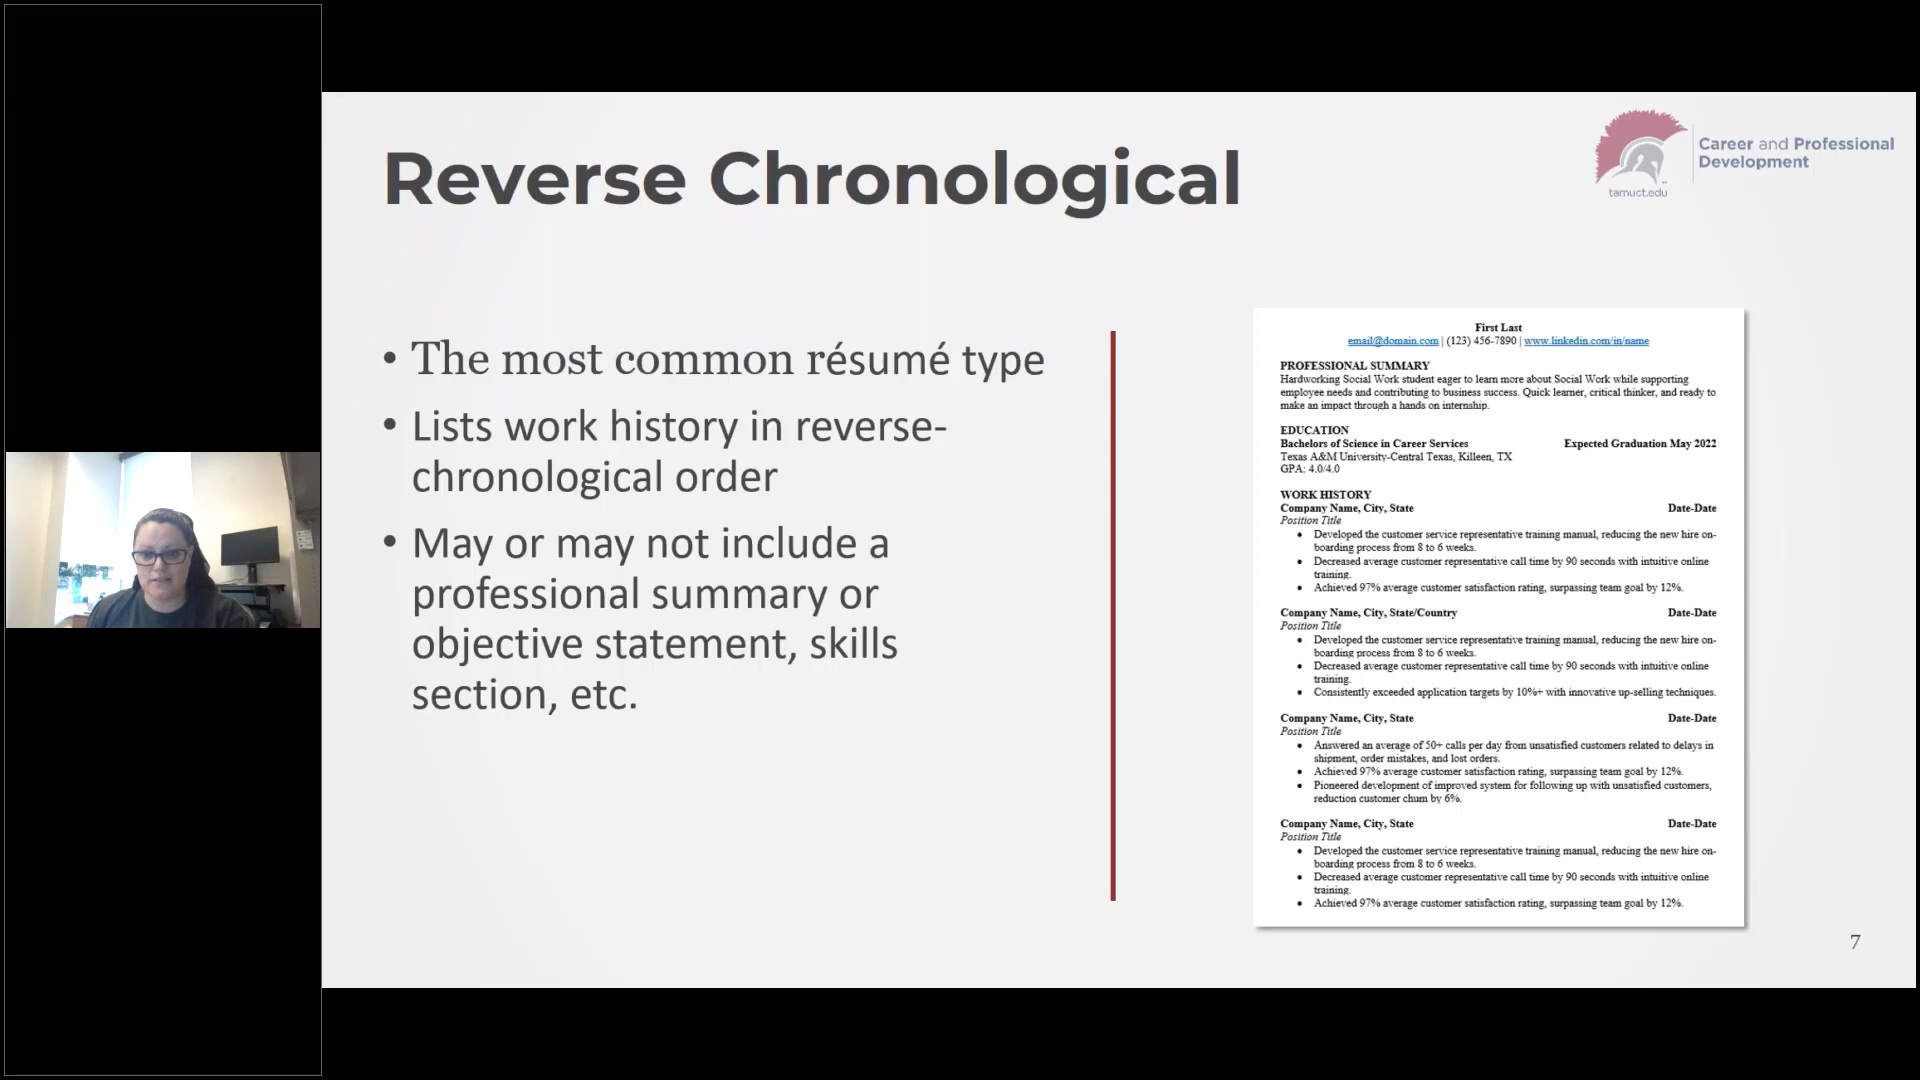 Reverse Chronological
Career and Professional
Development
tamuct.edu
• The most common résumé type
• Lists work history in reverse-
chronological order
• May or may not include a
professional summary or
objective statement, skills
section, etc.
First Last
email@domain.com | (123) 456-7890 | www.linkedin.com/in/name
PROFESSIONAL SUMMARY
Hardworking Social Work student eager to learn more about Social Work while supporting
employee needs and contributing to business success. Quick learner, critical thinker, and ready to
make an impact through a hands on internship.
EDUCATION
Bachelors of Science in Career Services Expected Graduation May 2022
Texas A&M University-Central Texas, Killeen, TX
GPA: 4.0/4.0
WORK HISTORY
Company Name, City, State Date-Date
Position Title
• Developed the customer service representative training manual, reducing the new hire on-
boarding process from 8 to 6 weeks.
• Decreased average customer representative call time by 90 seconds with intuitive online
training.
• Achieved 97% average customer satisfaction rating, surpassing team goal by 12%.
Company Name, City, State/Country Date-Date
Position Title
• Developed the customer service representative training manual, reducing the new hire on-
boarding process from 8 to 6 weeks.
• Decreased average customer representative call time by 90 seconds with intuitive online
training.
• Consistently exceeded application targets by 10%+ with innovative up-selling techniques.
Company Name, City, State Date-Date
Position Title
• Answered an average of 50+ calls per day from unsatisfied customers related to delays in
shipment, order mistakes, and lost orders.
• Achieved 97% average customer satisfaction rating, surpassing team goal by 12%.
• Pioneered development of improved system for following up with unsatisfied customers,
reduction customer churn by 6%.
Company Name, City, State Date-Date
Position Title
• Developed the customer service representative training manual, reducing the new hire on-
boarding process from 8 to 6 weeks.
• Decreased average customer representative call time by 90 seconds with intuitive online
training.
• Achieved 97% average customer satisfaction rating, surpassing team goal by 12%.
7